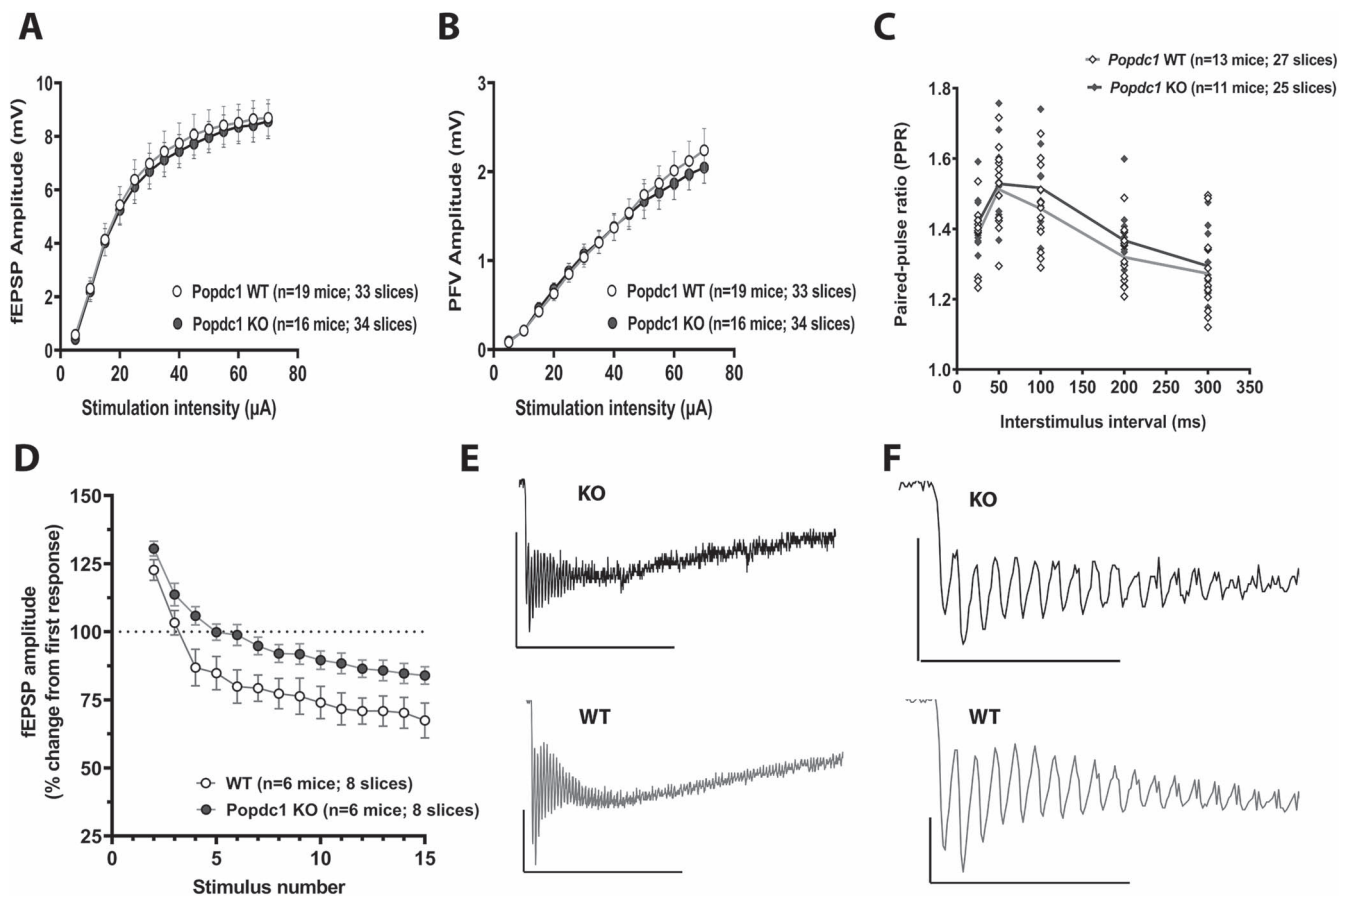 A
fEPSP Amplitude (mV)
10
8
6
4
2
0
0 20 40 60 80
Stimulation intensity (µA)
Popdc1 WT (n=19 mice; 33 slices)
Popdc1 KO (n=16 mice; 34 slices)
B
PFV Amplitude (mV)
3
2
1
0
0 20 40 60 80
Stimulation intensity (µA)
Popdc1 WT (n=19 mice; 33 slices)
Popdc1 KO (n=16 mice; 34 slices)
C
Popdc1 WT (n=13 mice; 27 slices)
Popdc1 KO (n=11 mice; 25 slices)
Paired-pulse ratio (PPR)
1.8
1.6
1.4
1.2
1.0
0 50 100 150 200 250 300 350
Interstimulus interval (ms)
D
fEPSP amplitude
(% change from first response)
150
125
100
75
50
25
0 5 10 15
Stimulus number
WT (n=6 mice; 8 slices)
Popdc1 KO (n=6 mice; 8 slices)
E
KO
WT
F
KO
WT